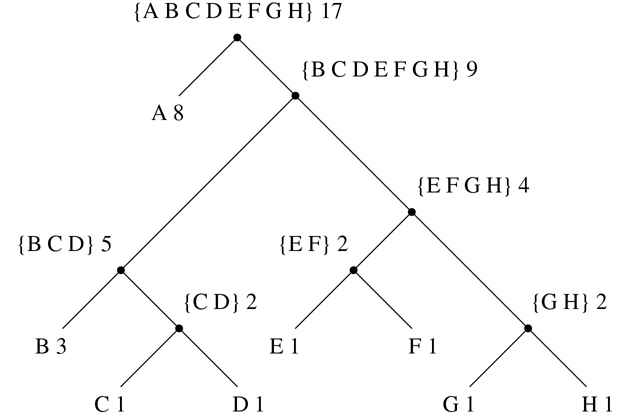 {A B C D E F G H} 17
{B C D E F G H} 9
A 8
{E F G H} 4
{B C D} 5
{E F} 2
{C D} 2
{G H} 2
B 3
E 1
F 1
C 1
D 1
G 1
H 1